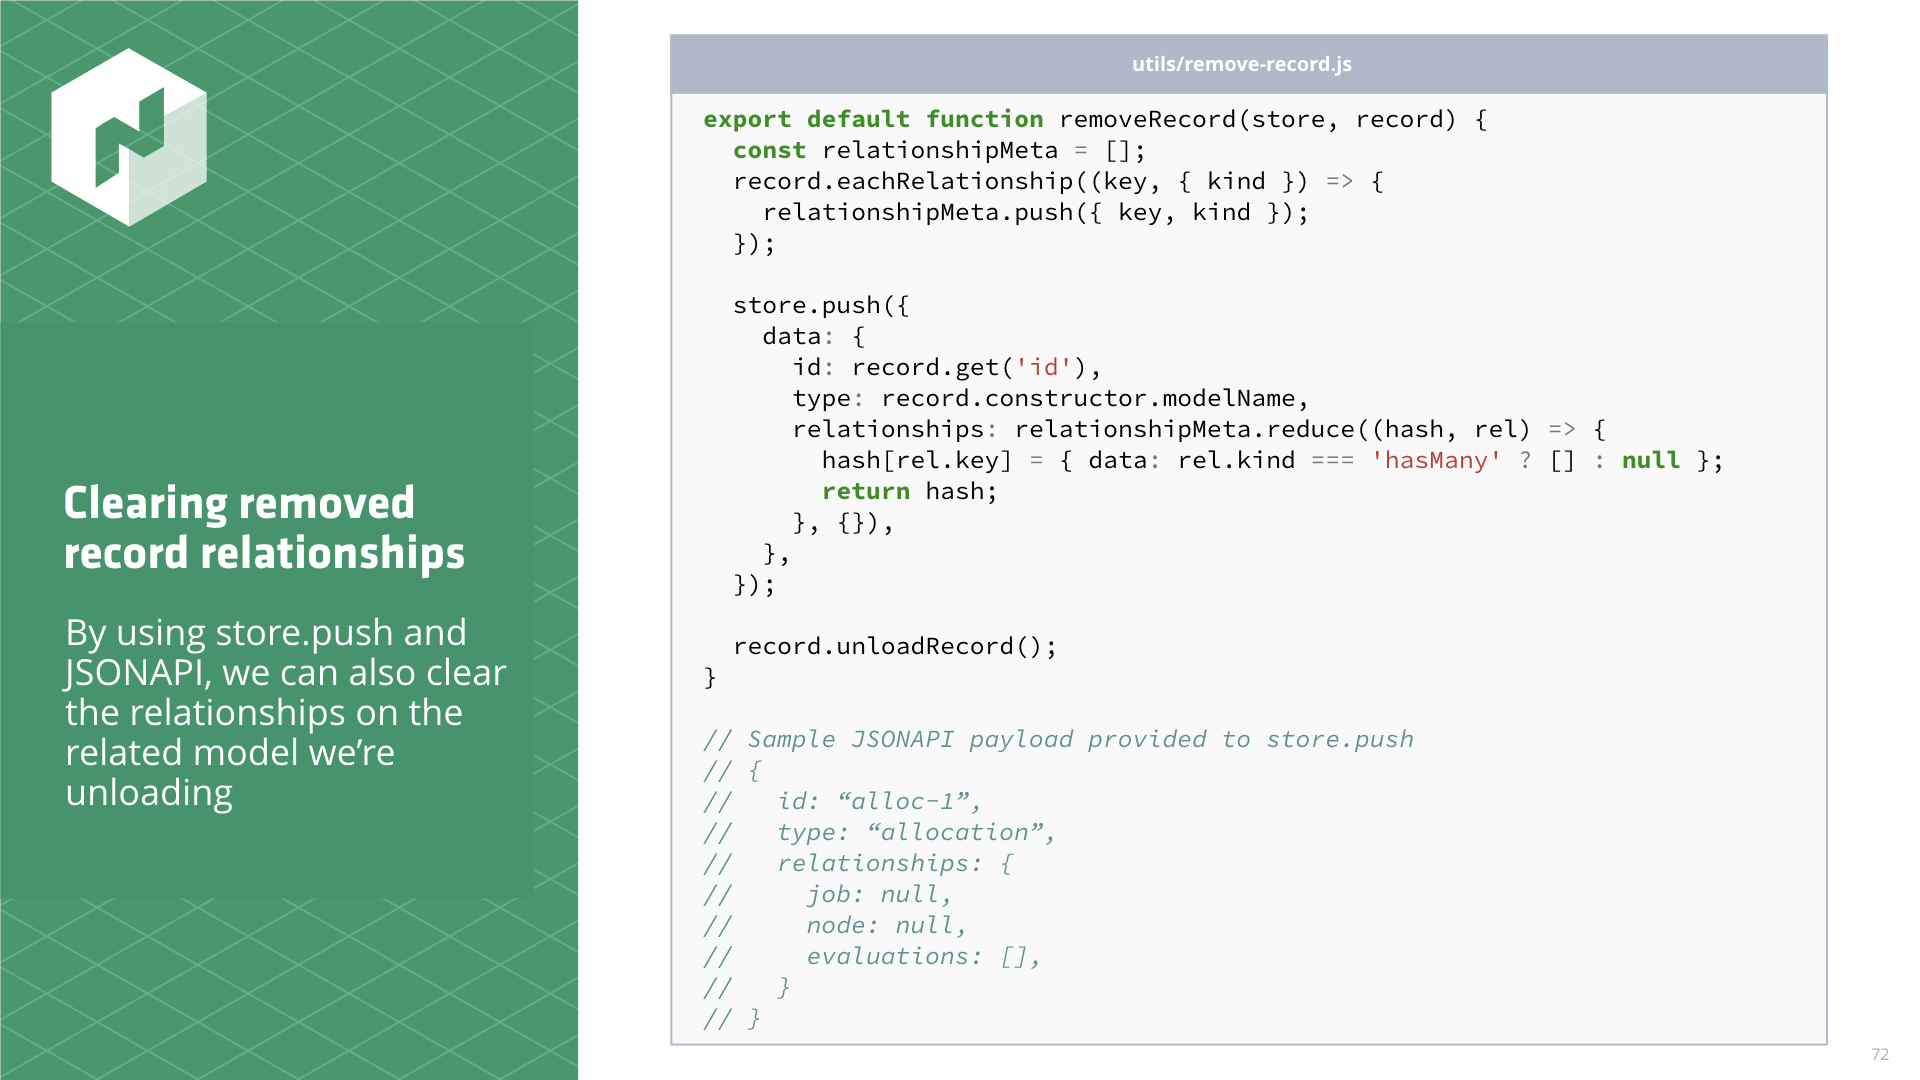 Clearing removed
record relationships
By using store.push and
JSONAPI, we can also clear
the relationships on the
related model we’re
unloading
utils/remove-record.js
export default function removeRecord(store, record) {
  const relationshipMeta = [];
  record.eachRelationship((key, { kind }) => {
    relationshipMeta.push({ key, kind });
  });

  store.push({
    data: {
      id: record.get('id'),
      type: record.constructor.modelName,
      relationships: relationshipMeta.reduce((hash, rel) => {
        hash[rel.key] = { data: rel.kind === 'hasMany' ? [] : null };
        return hash;
      }, {}),
    },
  });

  record.unloadRecord();
}

// Sample JSONAPI payload provided to store.push
// {
//   id: “alloc-1”,
//   type: “allocation”,
//   relationships: {
//     job: null,
//     node: null,
//     evaluations: [],
//   }
// }
72